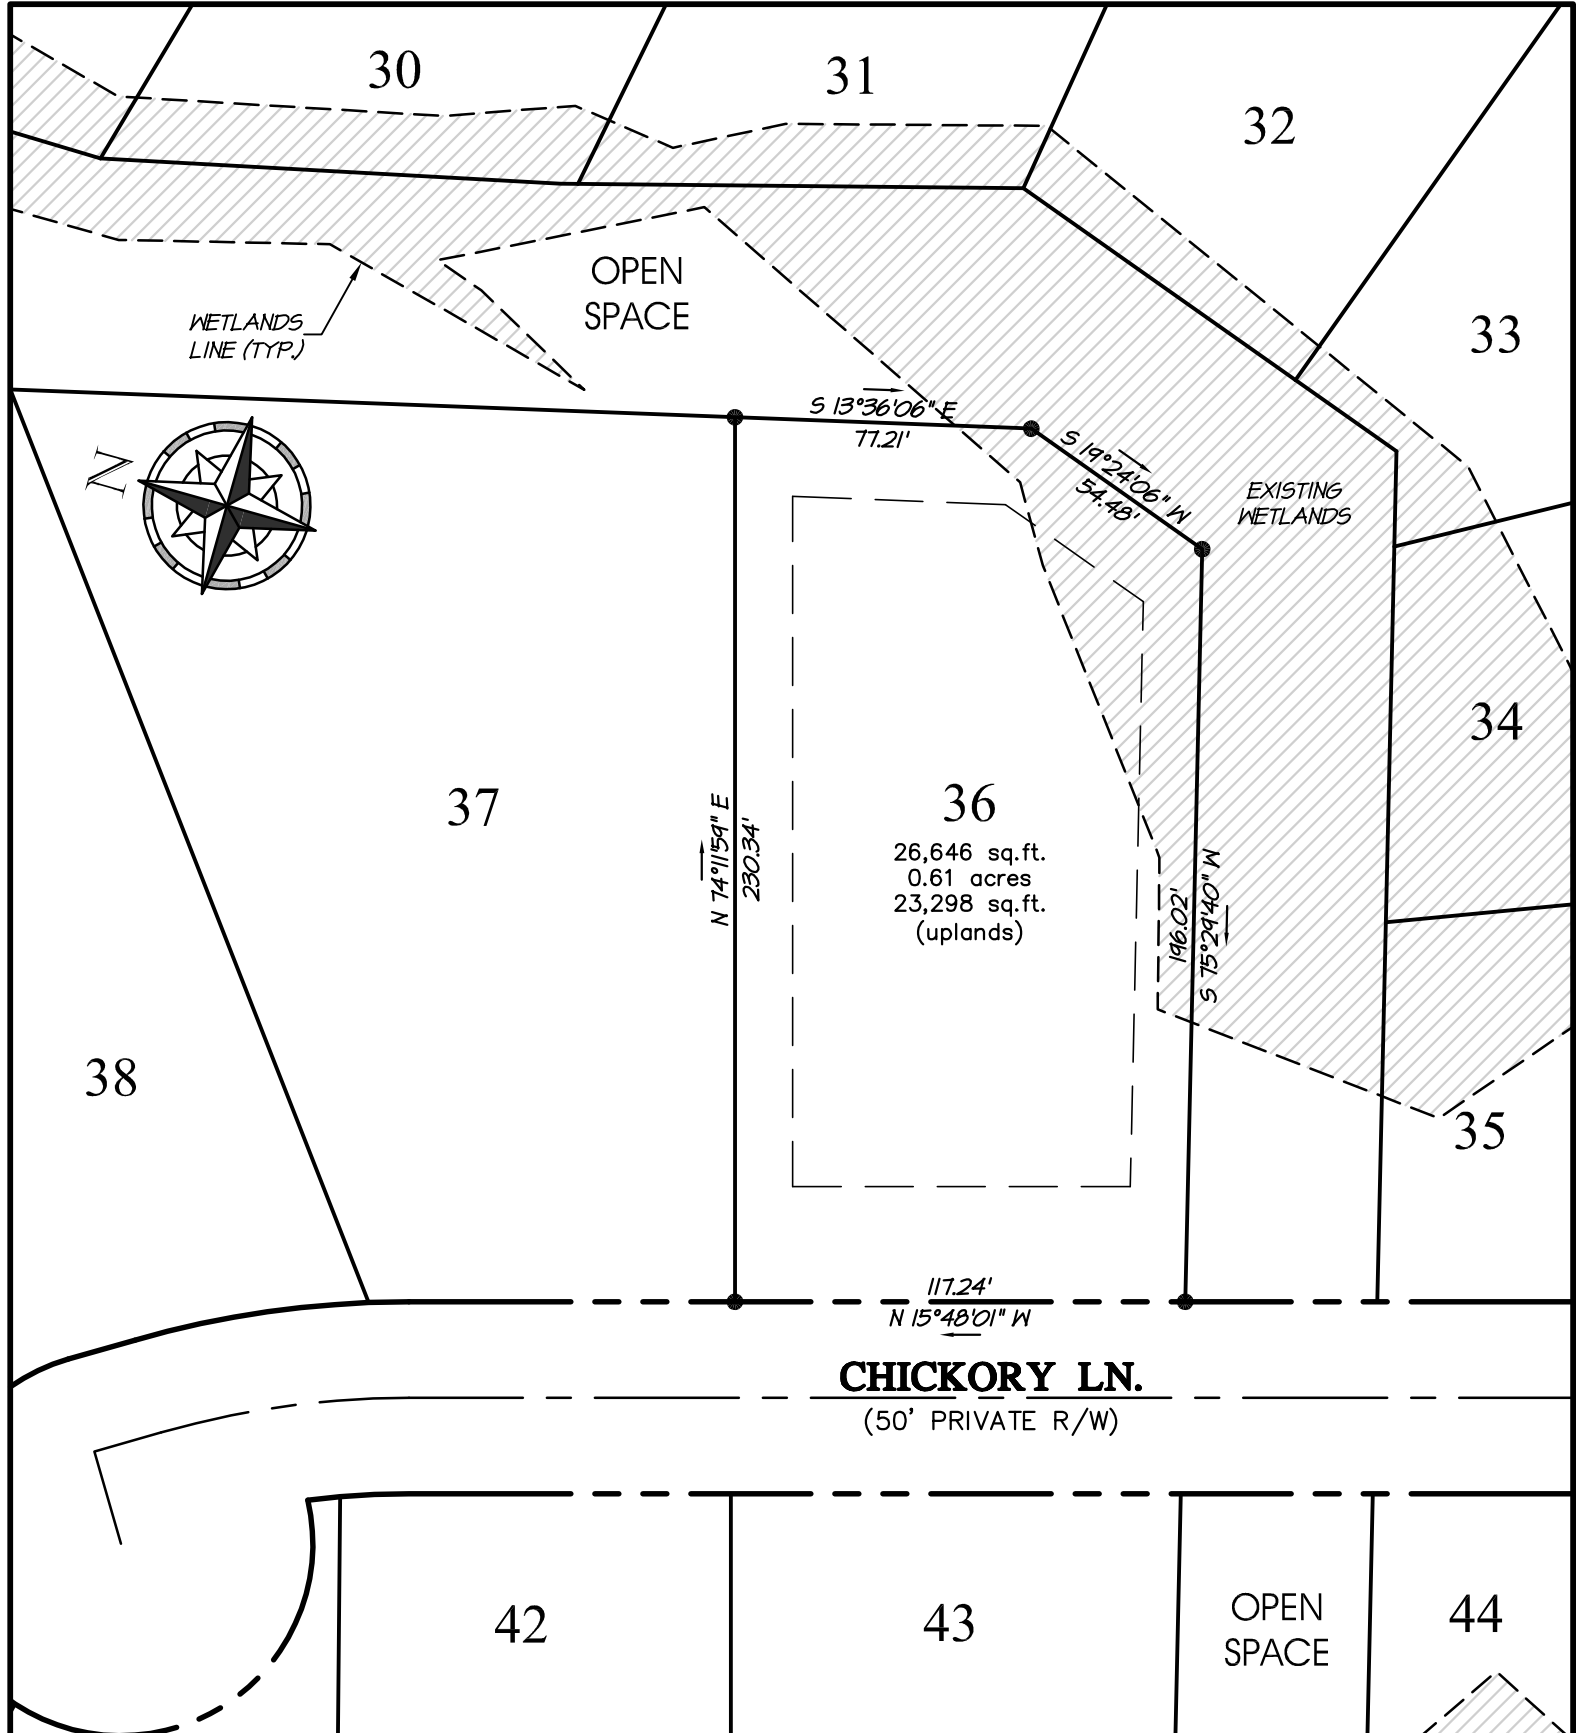 30
31
32
OPEN
SPACE
WETLANDS
LINE (TYP.)
33
S 13°36'06" E
77.21'
S 19°24'06" W
54.48'
N
EXISTING
WETLANDS
34
37
36
26,646 sq.ft.
0.61 acres
23,298 sq.ft.
(uplands)
N 74°11'59" E
230.34'
196.02'
S 75°29'40" W
38
35
117.24'
N 15°48'01" W
CHICKORY LN.
(50' PRIVATE R/W)
42
43
OPEN
SPACE
44